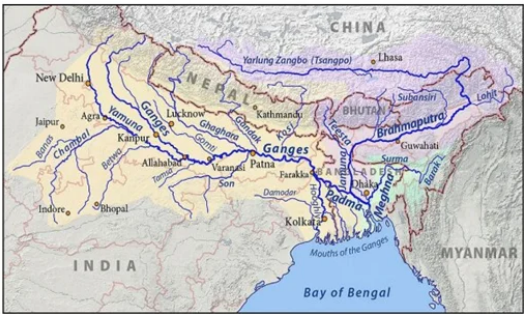 CHINA
Yarlung Zangbo (Tsangpo)
Lhasa
New Delhi
NEPAL
BHUTAN
Subansiri
Lohit
Jaipur
Agra
Yamuna
Ganges
Lucknow
Ghaghara
Gandak
Kosi
Kathmandu
Teesta
Brahmaputra
Guwahati
Banas
Chambal
Kanpur
Gomti
Ganges
Jamuna
Betwa
Allahabad
Varanasi
Patna
Farakka
BANGLADESH
Surma
Barak
Tamsa
Son
Dhaka
Meghna
Padma
Indore
Bhopal
Damodar
Hooghly
Kolkata
Mouths of the Ganges
INDIA
MYANMAR
Bay of Bengal